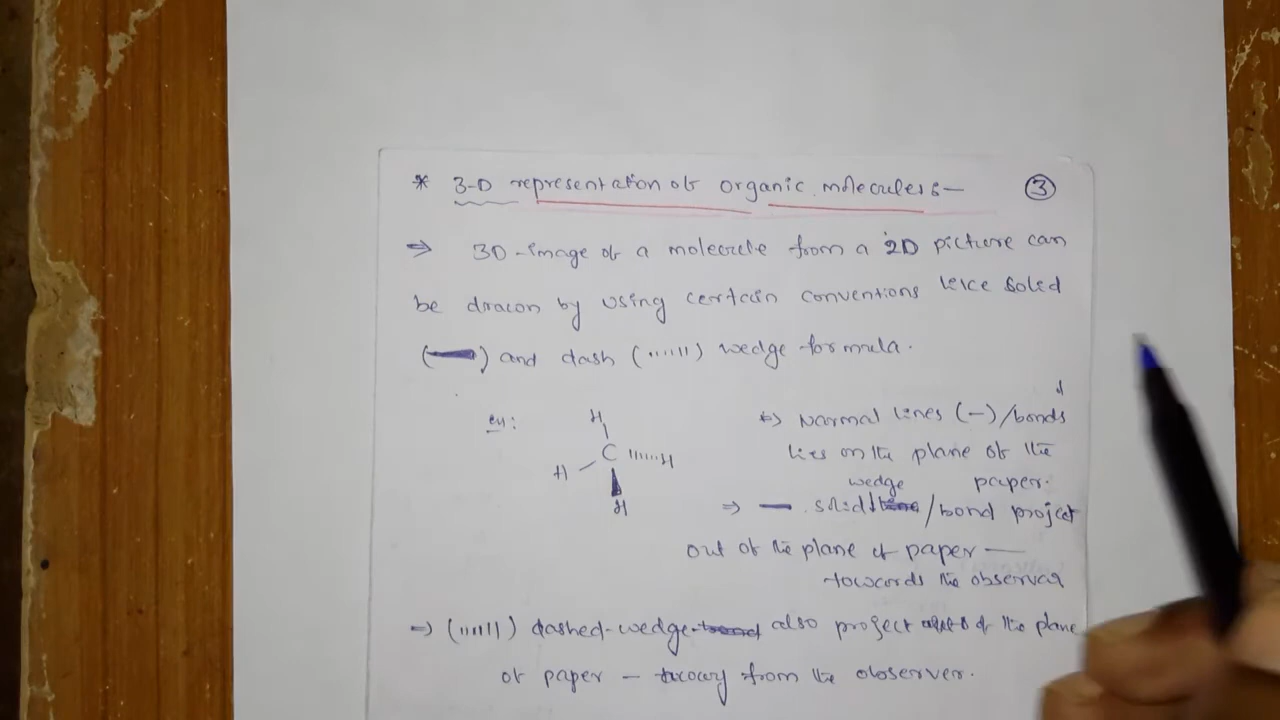 * 3-D representation of organic moleculers— ③
⇒ 3D-image of a molecule from a 2D picture can
be drawn by using certain conventions like solid
(—) and dash (''''''') wedge formula.
ex:
H
C '''''''H
H
H
⇒ Normal lines (-)/bonds
lies on the plane of the
paper.
⇒ — solid wedge/bond project
out of the plane of paper —
towards the observer
⇒ ('''''') dashed-wedge also project of the plane
of paper — away from the observer.